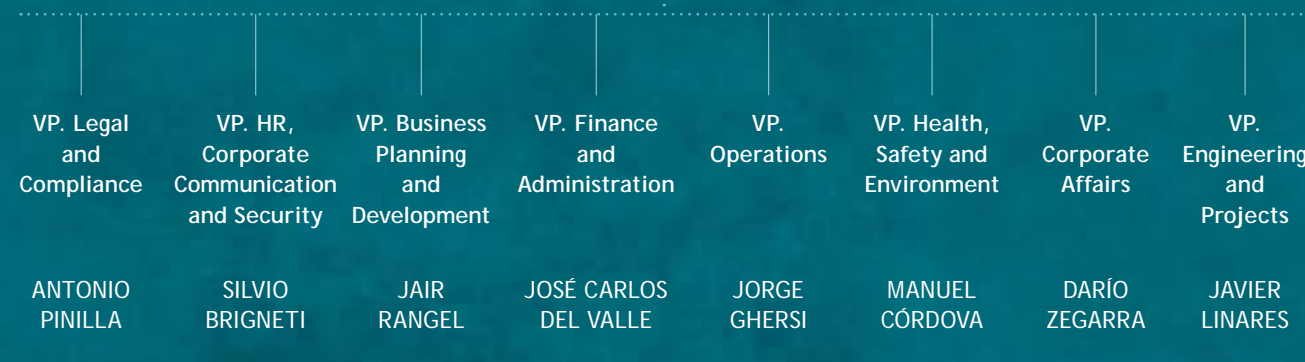 VP. Legal
and
Compliance
VP. HR,
Corporate
Communication
and Security
VP. Business
Planning
and
Development
VP. Finance
and
Administration
VP.
Operations
VP. Health,
Safety and
Environment
VP.
Corporate
Affairs
VP.
Engineering
and
Projects
ANTONIO
PINILLA
SILVIO
BRIGNETI
JAIR
RANGEL
JOSÉ CARLOS
DEL VALLE
JORGE
GHERSI
MANUEL
CÓRDOVA
DARÍO
ZEGARRA
JAVIER
LINARES